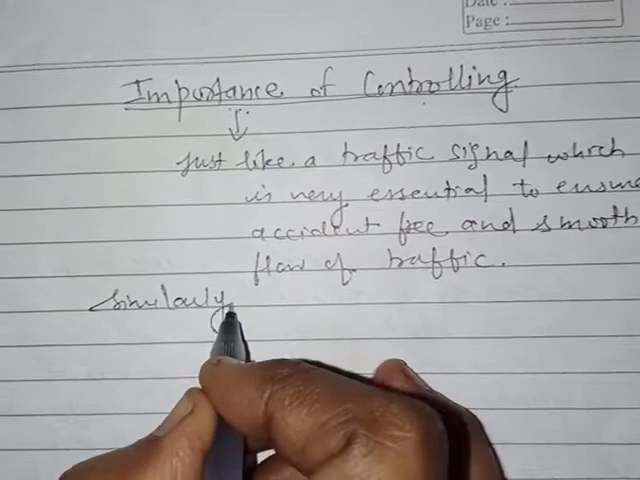 Date :
Page :
Importance of Controlling
Just like a traffic signal which
is very essential to ensure
accident free and smooth
flow of traffic.
Similarly